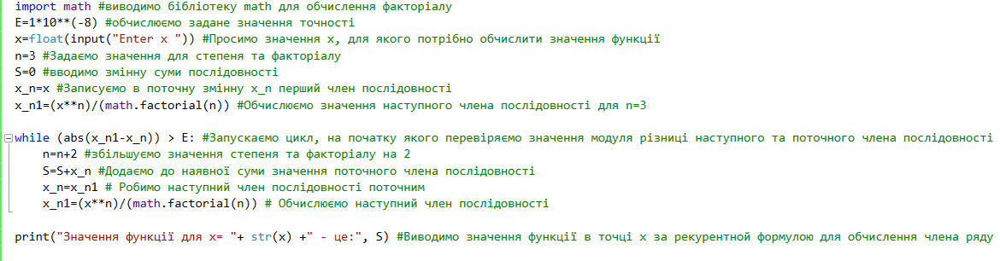 import math #виводимо бібліотеку math для обчислення факторіалу
E=1*10**(-8) #обчислюємо задане значення точності
x=float(input("Enter x ")) #Просимо значення x, для якого потрібно обчислити значення функції
n=3 #Задаємо значення для степеня та факторіалу
S=0 #вводимо змінну суми послідовності
x_n=x #Записуємо в поточну змінну x_n перший член послідовності
x_n1=(x**n)/(math.factorial(n)) #Обчислюємо значення наступного члена послідовності для n=3
while (abs(x_n1-x_n)) > E: #Запускаємо цикл, на початку якого перевіряємо значення модуля різниці наступного та поточного члена послідовності
n=n+2 #збільшуємо значення степеня та факторіалу на 2
S=S+x_n #Додаємо до наявної суми значення поточного члена послідовності
x_n=x_n1 # Робимо наступний член послідовності поточним
x_n1=(x**n)/(math.factorial(n)) # Обчислюємо наступний член послідовності
print("Значення функції для x= "+ str(x) +" - це:", S) #Виводимо значення функції в точці x за рекурентной формулою для обчислення члена ряду